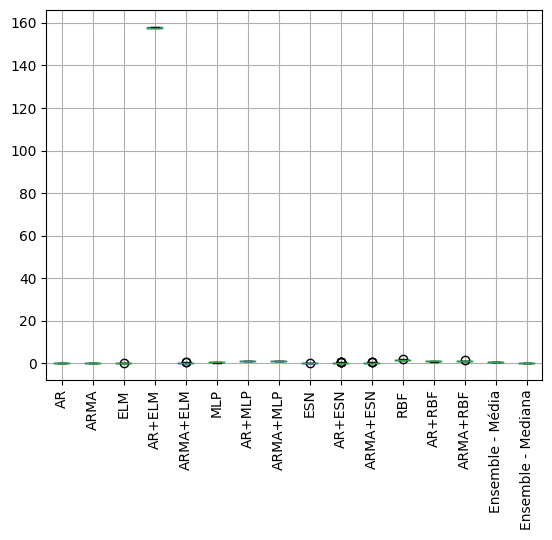 160
140
120
100
80
60
40
20
0
AR
ARMA
ELM
AR+ELM
ARMA+ELM
MLP
AR+MLP
ARMA+MLP
ESN
AR+ESN
ARMA+ESN
RBF
AR+RBF
ARMA+RBF
Ensemble - Média
Ensemble - Mediana